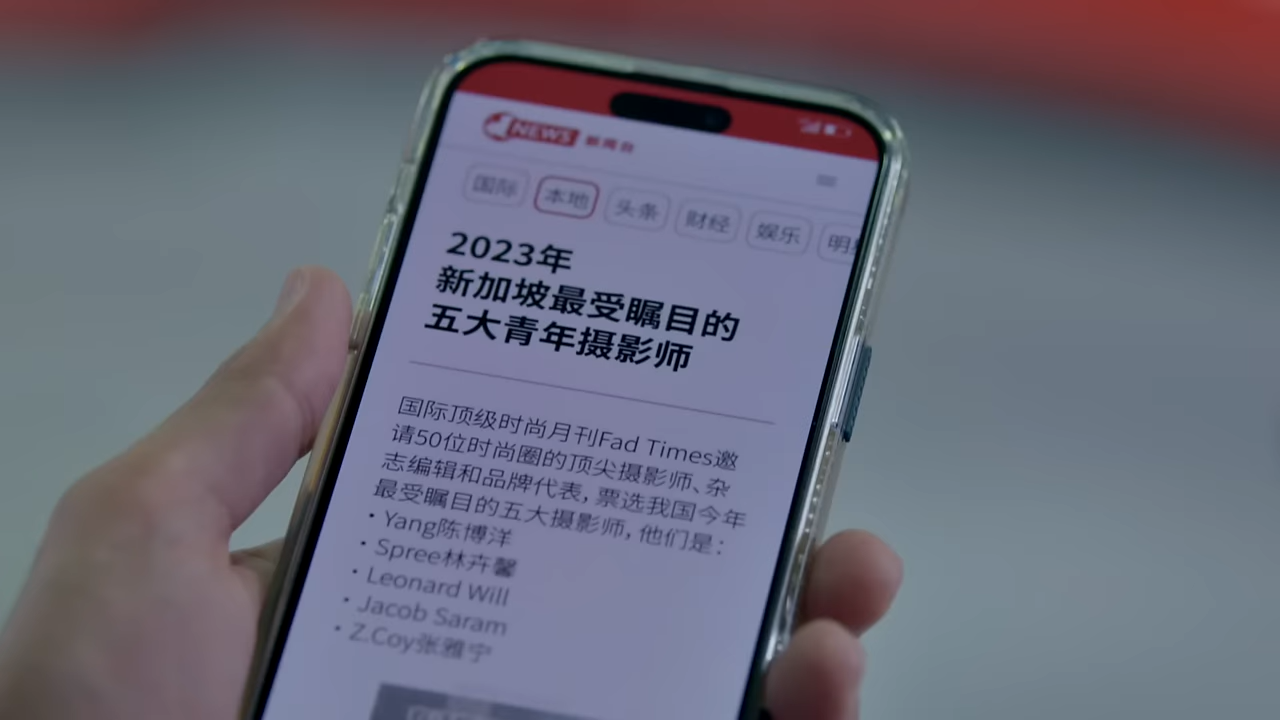 NEWS 新闻台
国际 本地 头条 财经 娱乐
2023年
新加坡最受瞩目的
五大青年摄影师
国际顶级时尚月刊Fad Times邀
请50位时尚圈的顶尖摄影师、杂
志编辑和品牌代表,票选我国今年
最受瞩目的五大摄影师,他们是:
• Yang陈博洋
• Spree林卉馨
• Leonard Will
• Jacob Saram
• Z.Coy张雅宁